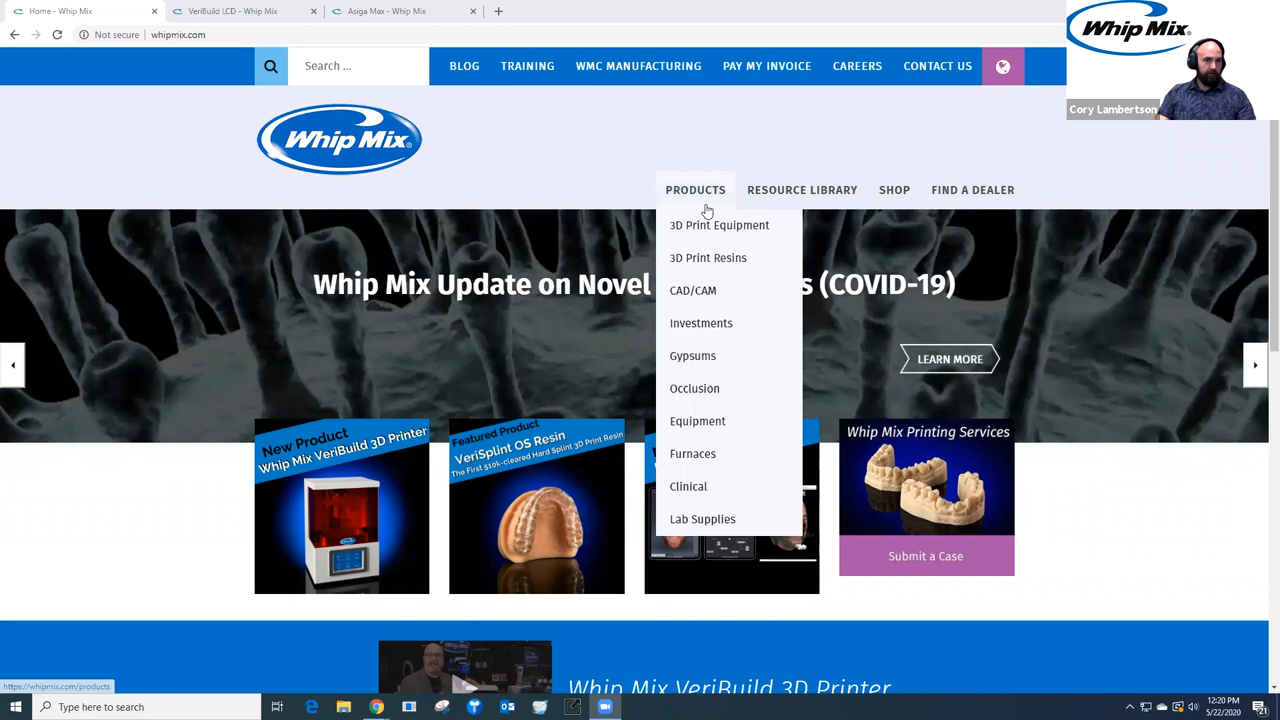 Home - Whip Mix
VeriBuild LCD - Whip Mix
Asiga Max - Whip Mix
Not secure
whipmix.com
Whip Mix®
Cory Lambertson
Search ...
BLOG
TRAINING
WMC MANUFACTURING
PAY MY INVOICE
CAREERS
CONTACT US
Whip Mix®
PRODUCTS
RESOURCE LIBRARY
SHOP
FIND A DEALER
3D Print Equipment
3D Print Resins
CAD/CAM
Investments
Gypsums
Occlusion
Equipment
Furnaces
Clinical
Lab Supplies
Whip Mix Update on Novel s (COVID-19)
LEARN MORE
New Product
Whip Mix VeriBuild 3D Printer
Featured Product
VeriSplint OS Resin
The First 510k-cleared Hard Splint 3D Print Resin
Whip Mix Printing Services
Submit a Case
Whip Mix VeriBuild 3D Printer
https://whipmix.com/products
Type here to search
12:20 PM
5/22/2020
21